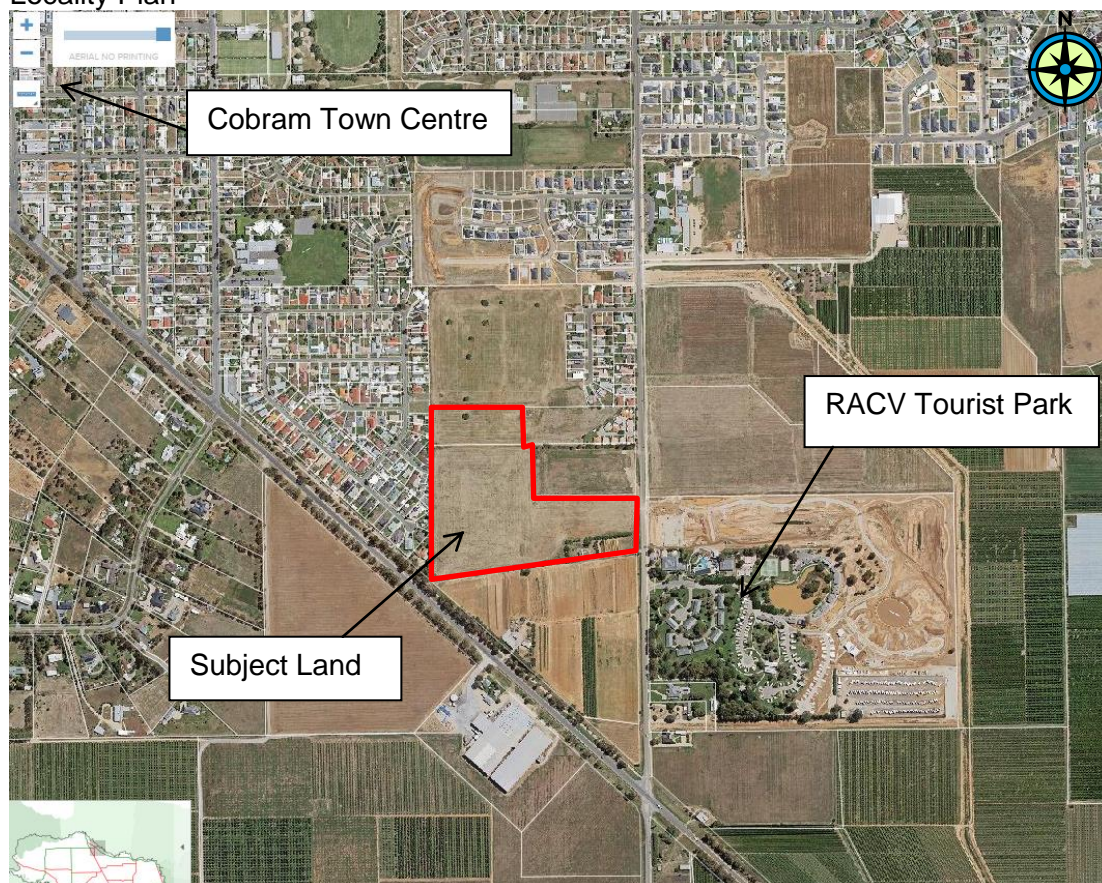 Locality Plan
N
+
-
AERIAL NO PRINTING
Cobram Town Centre
RACV Tourist Park
Subject Land